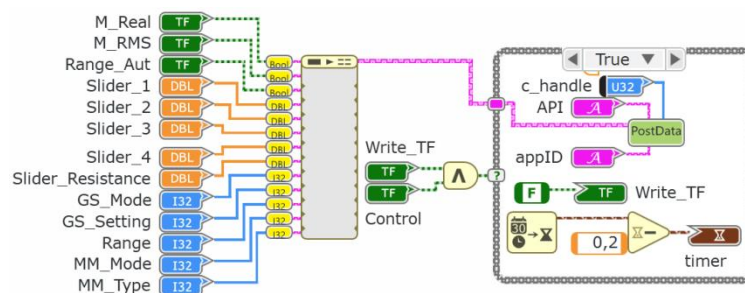 M_Real TF Bool
M_RMS TF Bool
Range_Aut TF Bool
Slider_1 DBL DBL
Slider_2 DBL DBL
Slider_3 DBL DBL
Slider_4 DBL DBL
Slider_Resistance DBL DBL
GS_Mode I32 I32
GS_Setting I32 I32
Range I32 I32
MM_Mode I32 I32
MM_Type I32 I32
Write_TF
TF
TF
Control
True
c_handle U32
API A
PostData
appID A
F TF Write_TF
30
0,2
timer
?